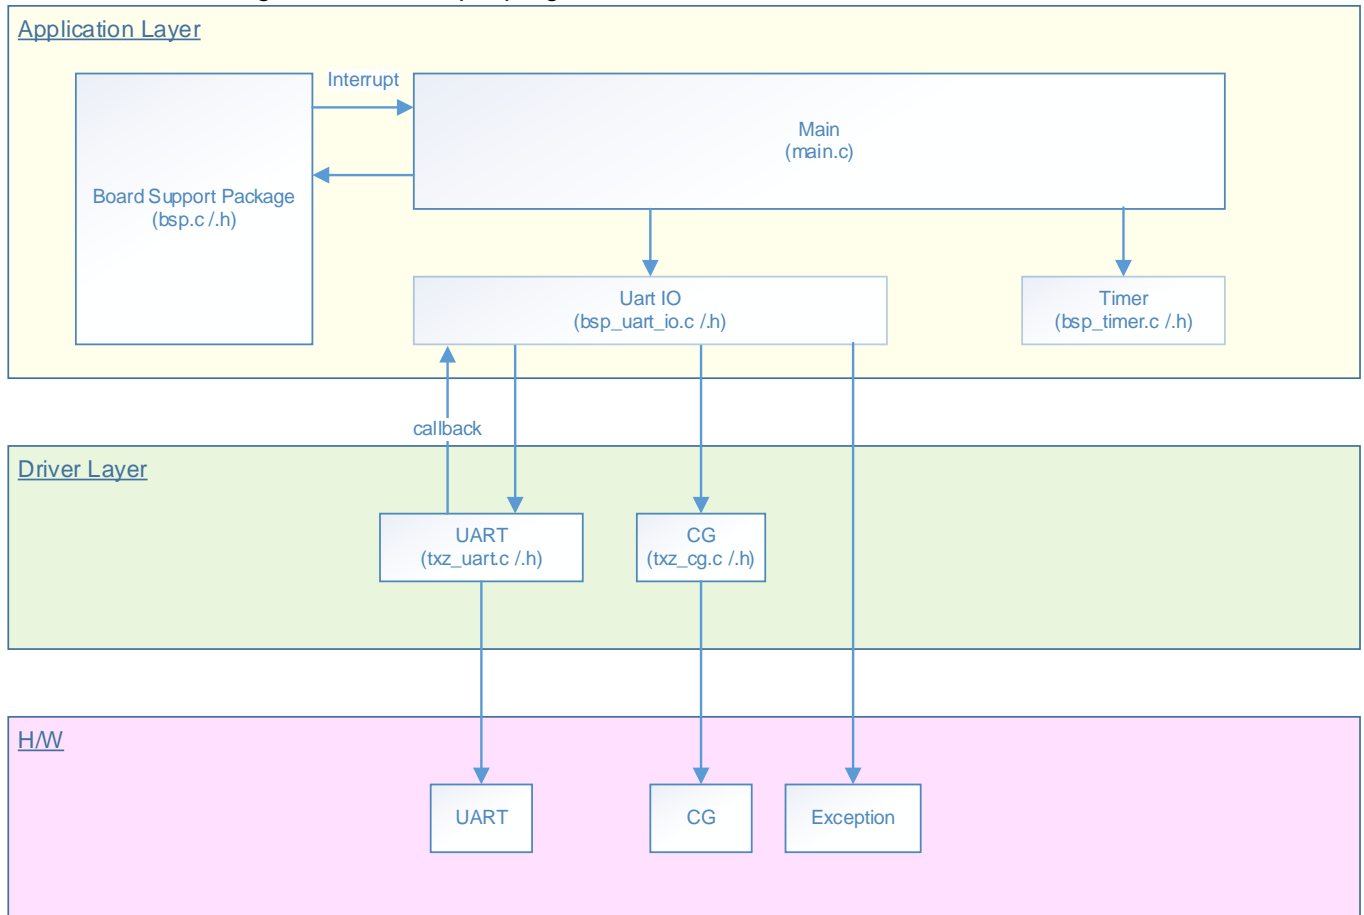 Application Layer
Interrupt
Main
(main.c)
Board Support Package
(bsp.c /.h)
Uart IO
(bsp_uart_io.c /.h)
Timer
(bsp_timer.c /.h)
callback
Driver Layer
UART
(txz_uart.c /.h)
CG
(txz_cg.c /.h)
H/W
UART
CG
Exception